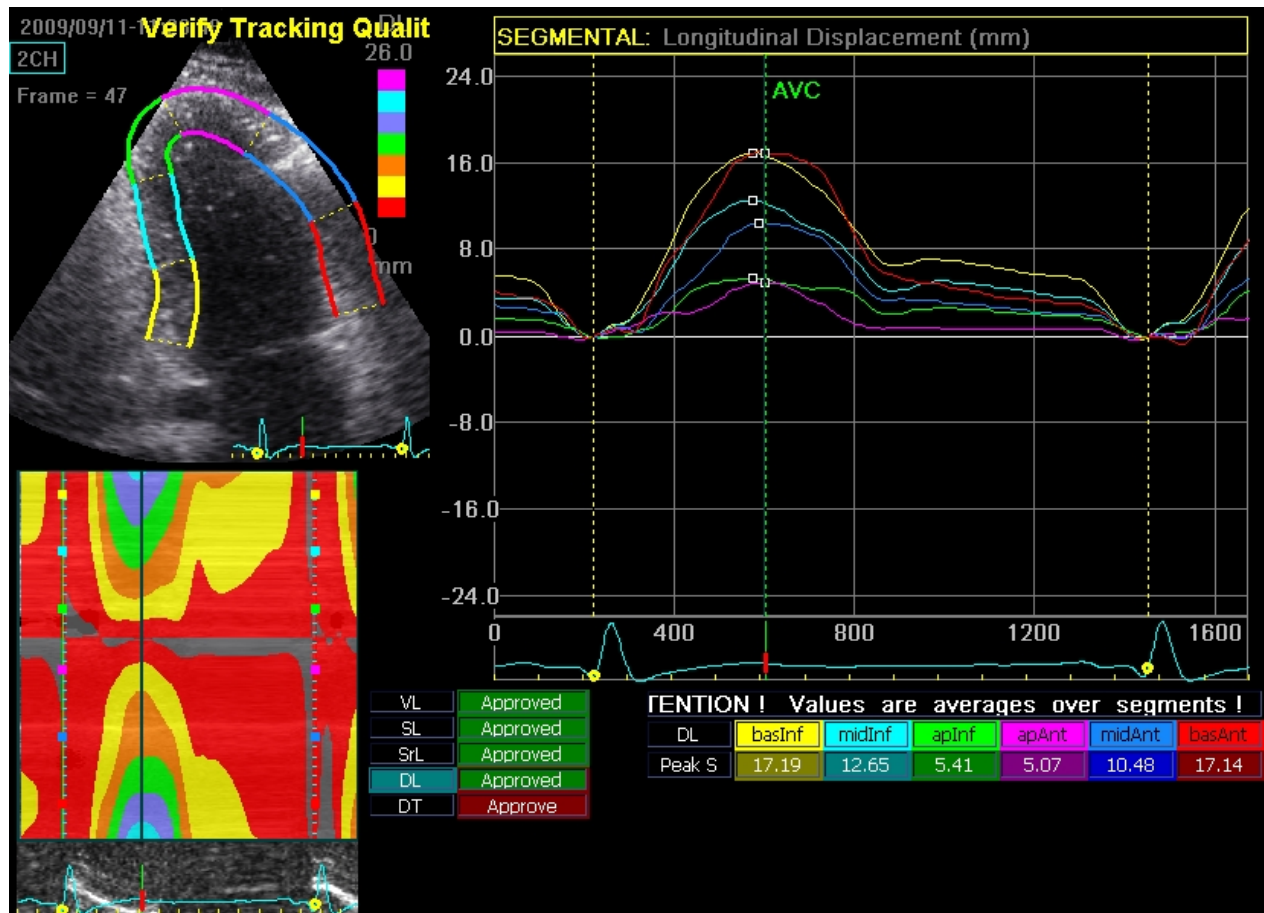 2009/09/11-1
Verify Tracking Qualit
DL
26.0
2CH
Frame = 47
mm
SEGMENTAL: Longitudinal Displacement (mm)
24.0
AVC
16.0
8.0
0.0
-8.0
-16.0
-24.0
0 400 800 1200 1600
VL Approved
SL Approved
SrL Approved
DL Approved
DT Approve
TENTION ! Values are averages over segments !
DL basInf midInf apInf apAnt midAnt basAnt
Peak S 17.19 12.65 5.41 5.07 10.48 17.14